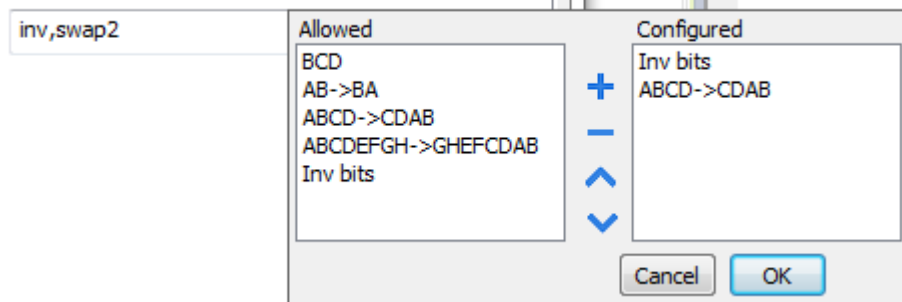 inv,swap2
Allowed
BCD
AB->BA
ABCD->CDAB
ABCDEFGH->GHEFCDAB
Inv bits
Configured
Inv bits
ABCD->CDAB
Cancel
OK